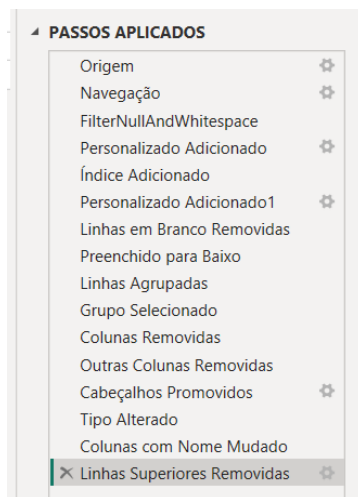 PASSOS APLICADOS
Origem
Navegação
FilterNullAndWhitespace
Personalizado Adicionado
Índice Adicionado
Personalizado Adicionado1
Linhas em Branco Removidas
Preenchido para Baixo
Linhas Agrupadas
Grupo Selecionado
Colunas Removidas
Outras Colunas Removidas
Cabeçalhos Promovidos
Tipo Alterado
Colunas com Nome Mudado
Linhas Superiores Removidas